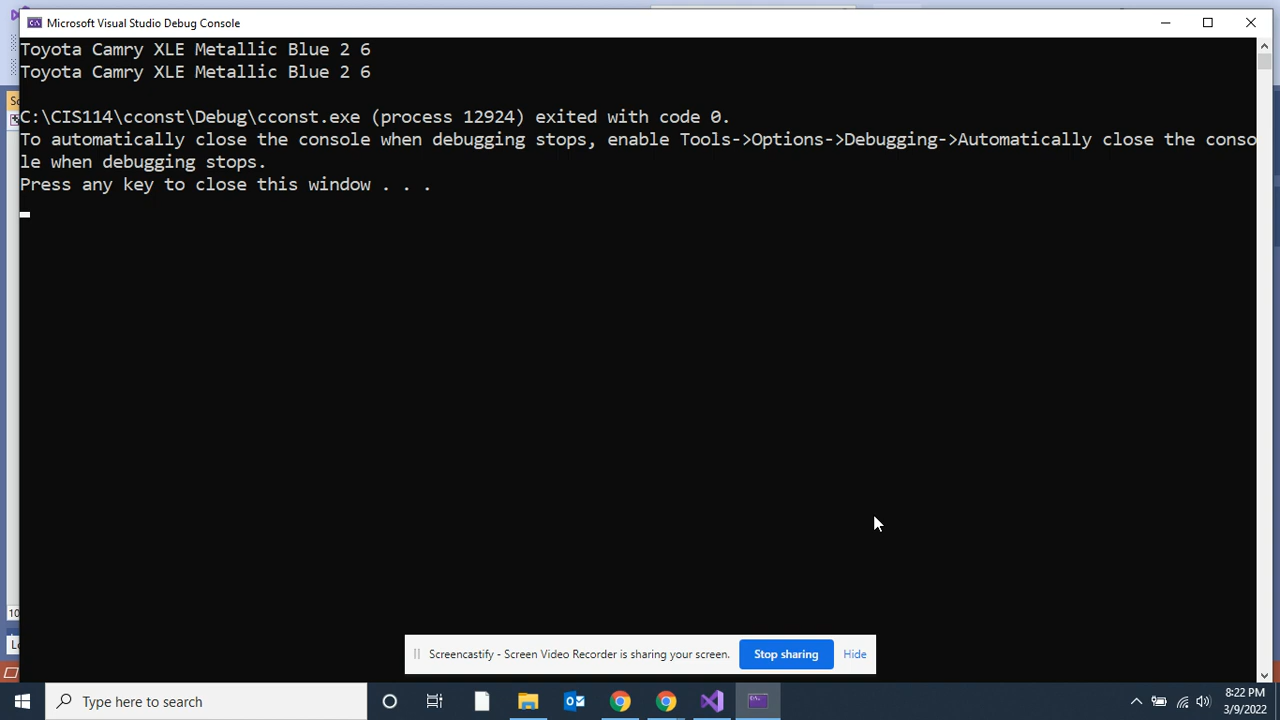 Microsoft Visual Studio Debug Console
Toyota Camry XLE Metallic Blue 2 6
Toyota Camry XLE Metallic Blue 2 6
C:\CIS114\cconst\Debug\cconst.exe (process 12924) exited with code 0.
To automatically close the console when debugging stops, enable Tools->Options->Debugging->Automatically close the conso
le when debugging stops.
Press any key to close this window . . .
Screencastify - Screen Video Recorder is sharing your screen. Stop sharing Hide
Type here to search
8:22 PM
3/9/2022